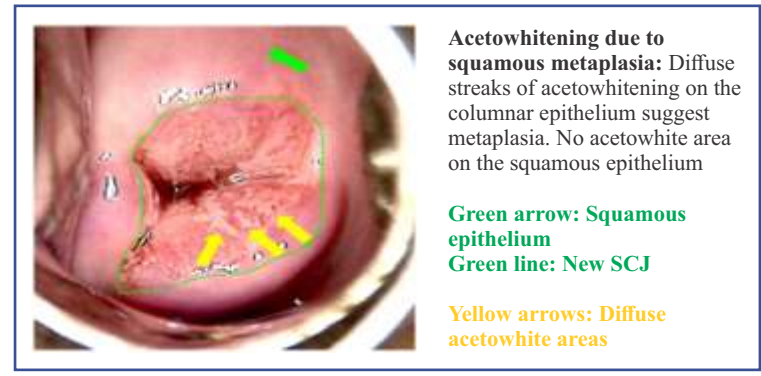 Acetowhitening due to
squamous metaplasia: Diffuse
streaks of acetowhitening on the
columnar epithelium suggest
metaplasia. No acetowhite area
on the squamous epithelium
Green arrow: Squamous
epithelium
Green line: New SCJ
Yellow arrows: Diffuse
acetowhite areas